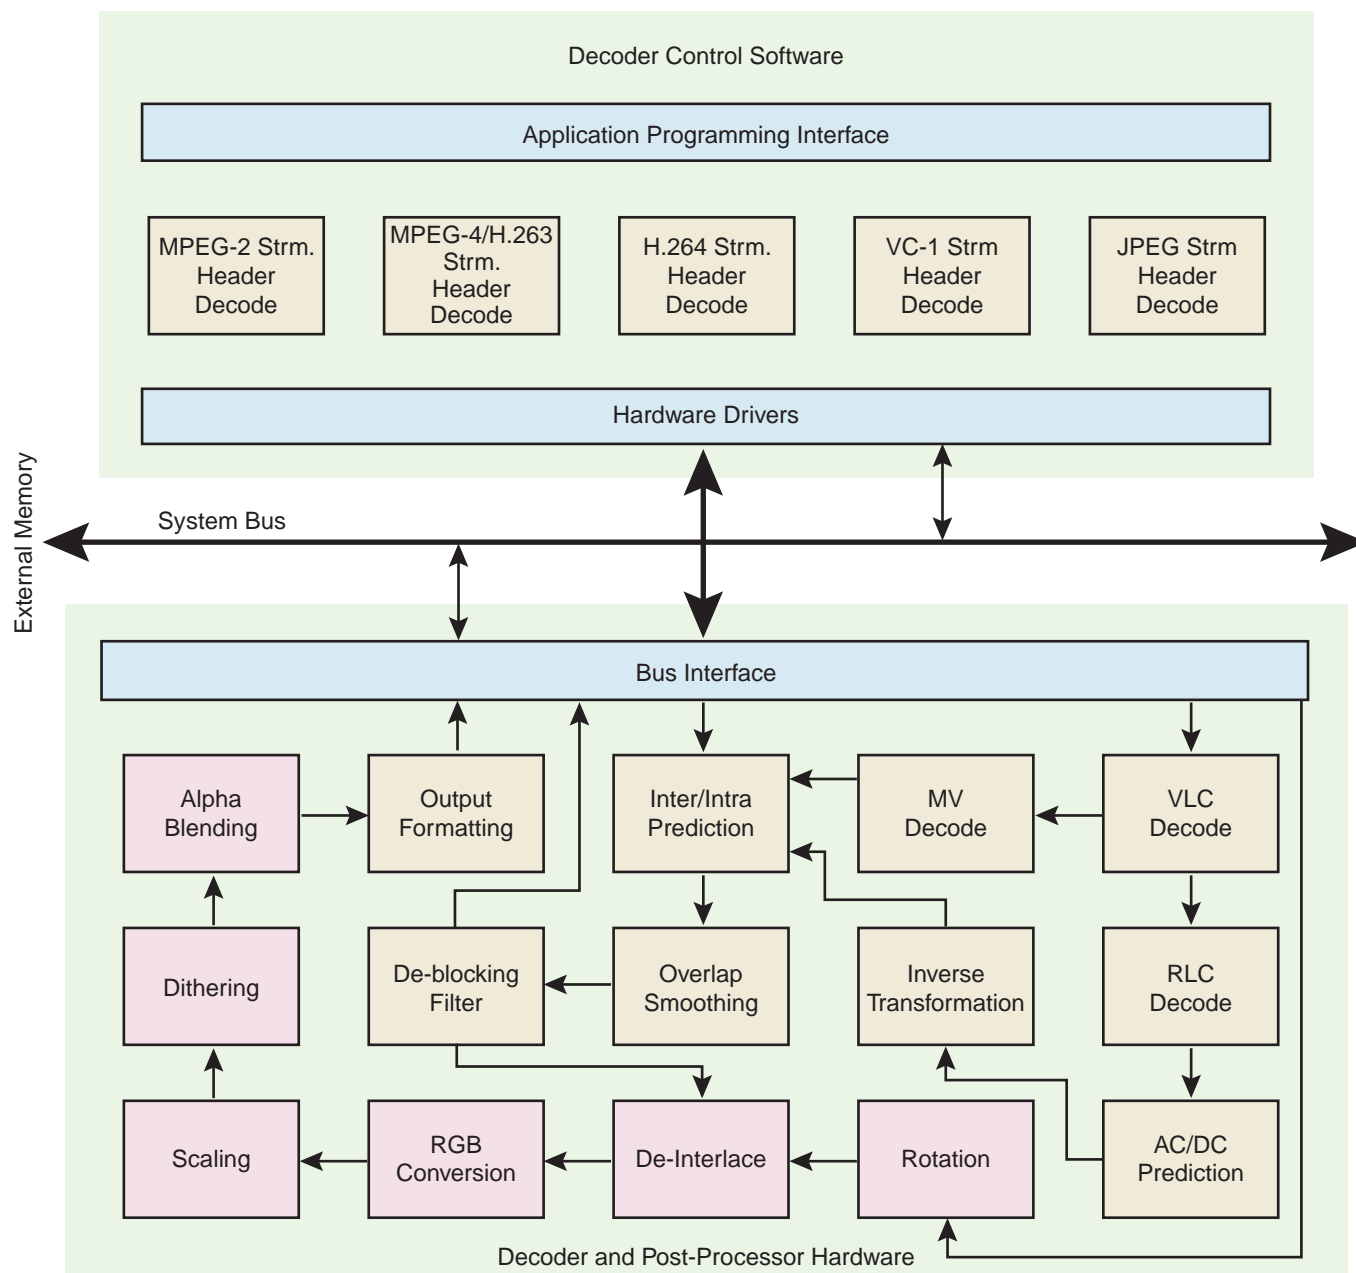 Decoder Control Software
Application Programming Interface
MPEG-2 Strm.
Header
Decode
MPEG-4/H.263
Strm.
Header
Decode
H.264 Strm.
Header
Decode
VC-1 Strm
Header
Decode
JPEG Strm
Header
Decode
Hardware Drivers
External Memory
System Bus
Bus Interface
Alpha
Blending
Output
Formatting
Inter/Intra
Prediction
MV
Decode
VLC
Decode
Dithering
De-blocking
Filter
Overlap
Smoothing
Inverse
Transformation
RLC
Decode
Scaling
RGB
Conversion
De-Interlace
Rotation
AC/DC
Prediction
Decoder and Post-Processor Hardware